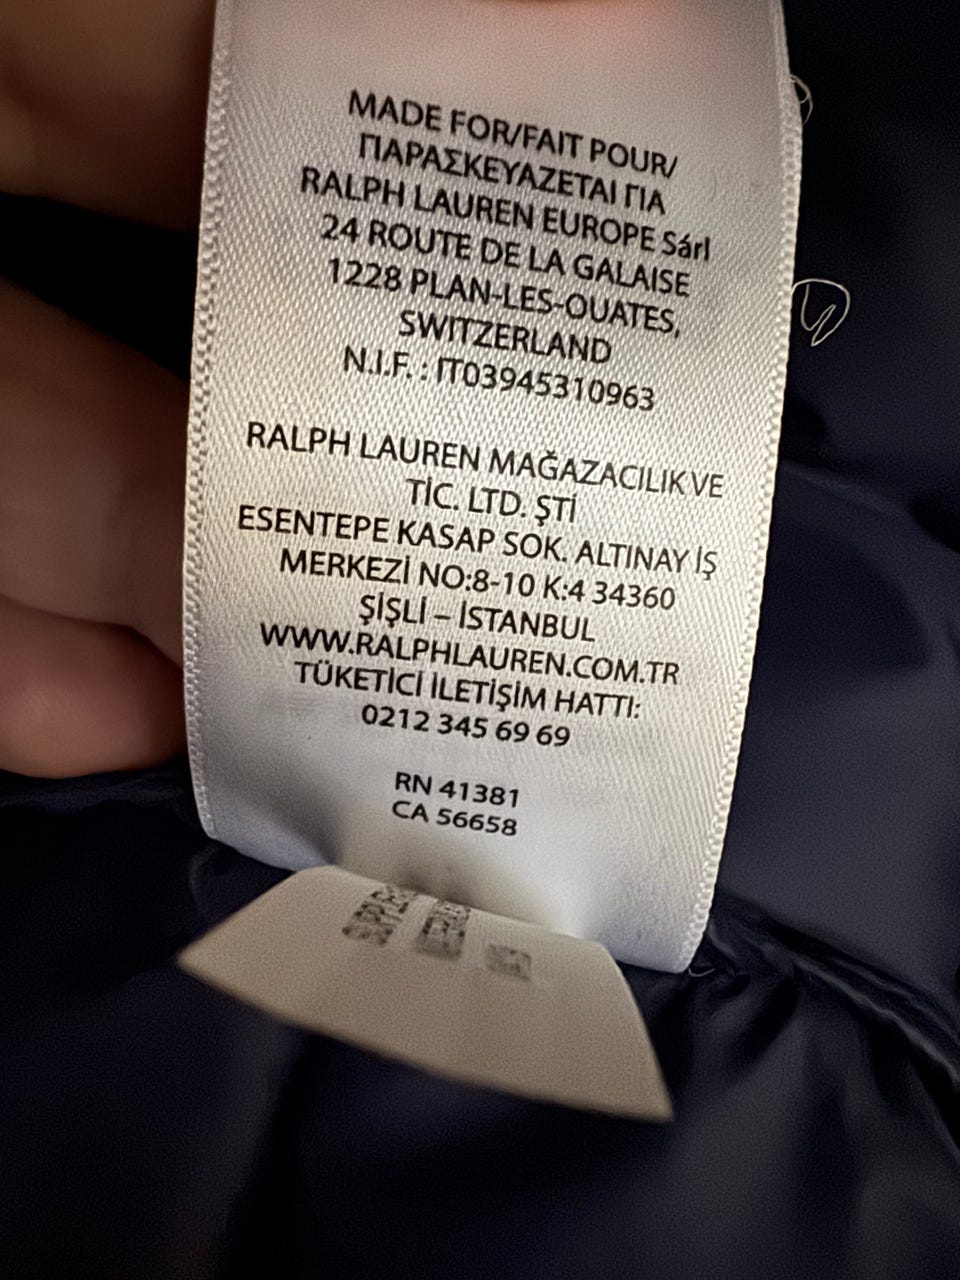 MADE FOR/FAIT POUR/
ΠΑΡΑΣΚΕΥΑΖΕΤΑΙ ΓΙΑ
RALPH LAUREN EUROPE Sárl
24 ROUTE DE LA GALAISE
1228 PLAN-LES-OUATES,
SWITZERLAND
N.I.F. : IT03945310963
RALPH LAUREN MAĞAZACILIK VE
TİC. LTD. ŞTİ
ESENTEPE KASAP SOK. ALTINAY İŞ
MERKEZİ NO:8-10 K:4 34360
ŞİŞLİ – İSTANBUL
WWW.RALPHLAUREN.COM.TR
TÜKETİCİ İLETİŞİM HATTI:
0212 345 69 69
RN 41381
CA 56658